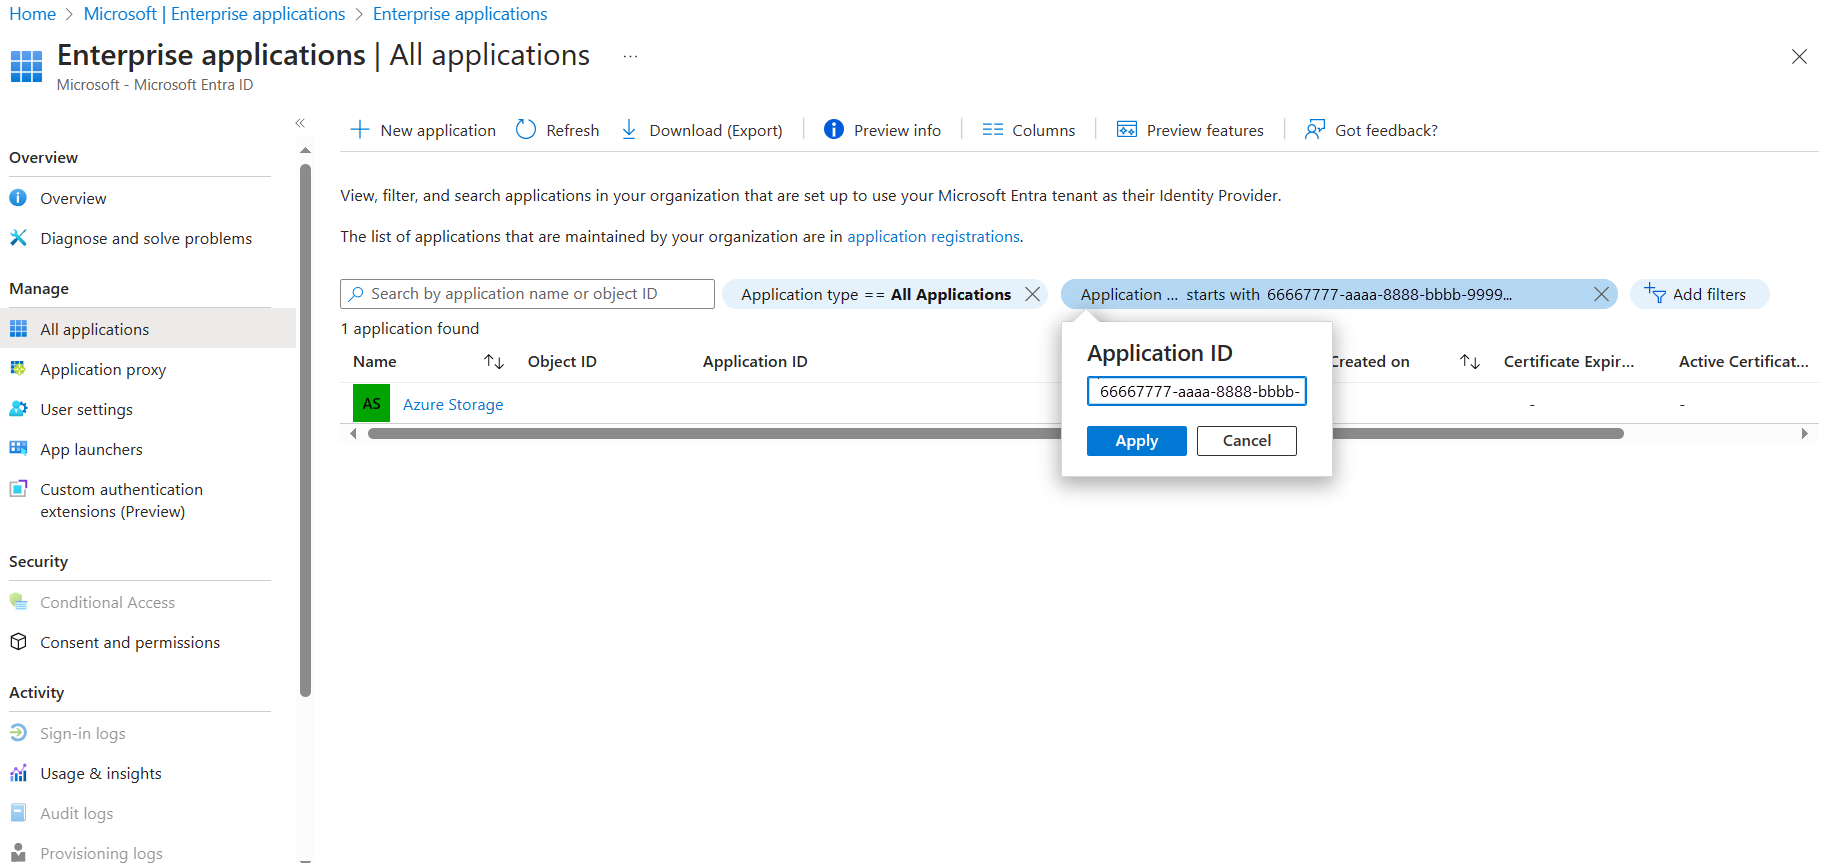 Home > Microsoft | Enterprise applications > Enterprise applications
Enterprise applications | All applications ...
Microsoft - Microsoft Entra ID
New application Refresh Download (Export) Preview info Columns Preview features Got feedback?
Overview
Overview
Diagnose and solve problems
Manage
All applications
Application proxy
User settings
App launchers
Custom authentication
extensions (Preview)
Security
Conditional Access
Consent and permissions
Activity
Sign-in logs
Usage & insights
Audit logs
Provisioning logs
View, filter, and search applications in your organization that are set up to use your Microsoft Entra tenant as their Identity Provider.
The list of applications that are maintained by your organization are in application registrations.
Search by application name or object ID Application type == All Applications Application ... starts with 66667777-aaaa-8888-bbbb-9999... Add filters
1 application found
Name Object ID Application ID Created on Certificate Expir... Active Certificat...
AS Azure Storage - -
Application ID
66667777-aaaa-8888-bbbb-
Apply Cancel